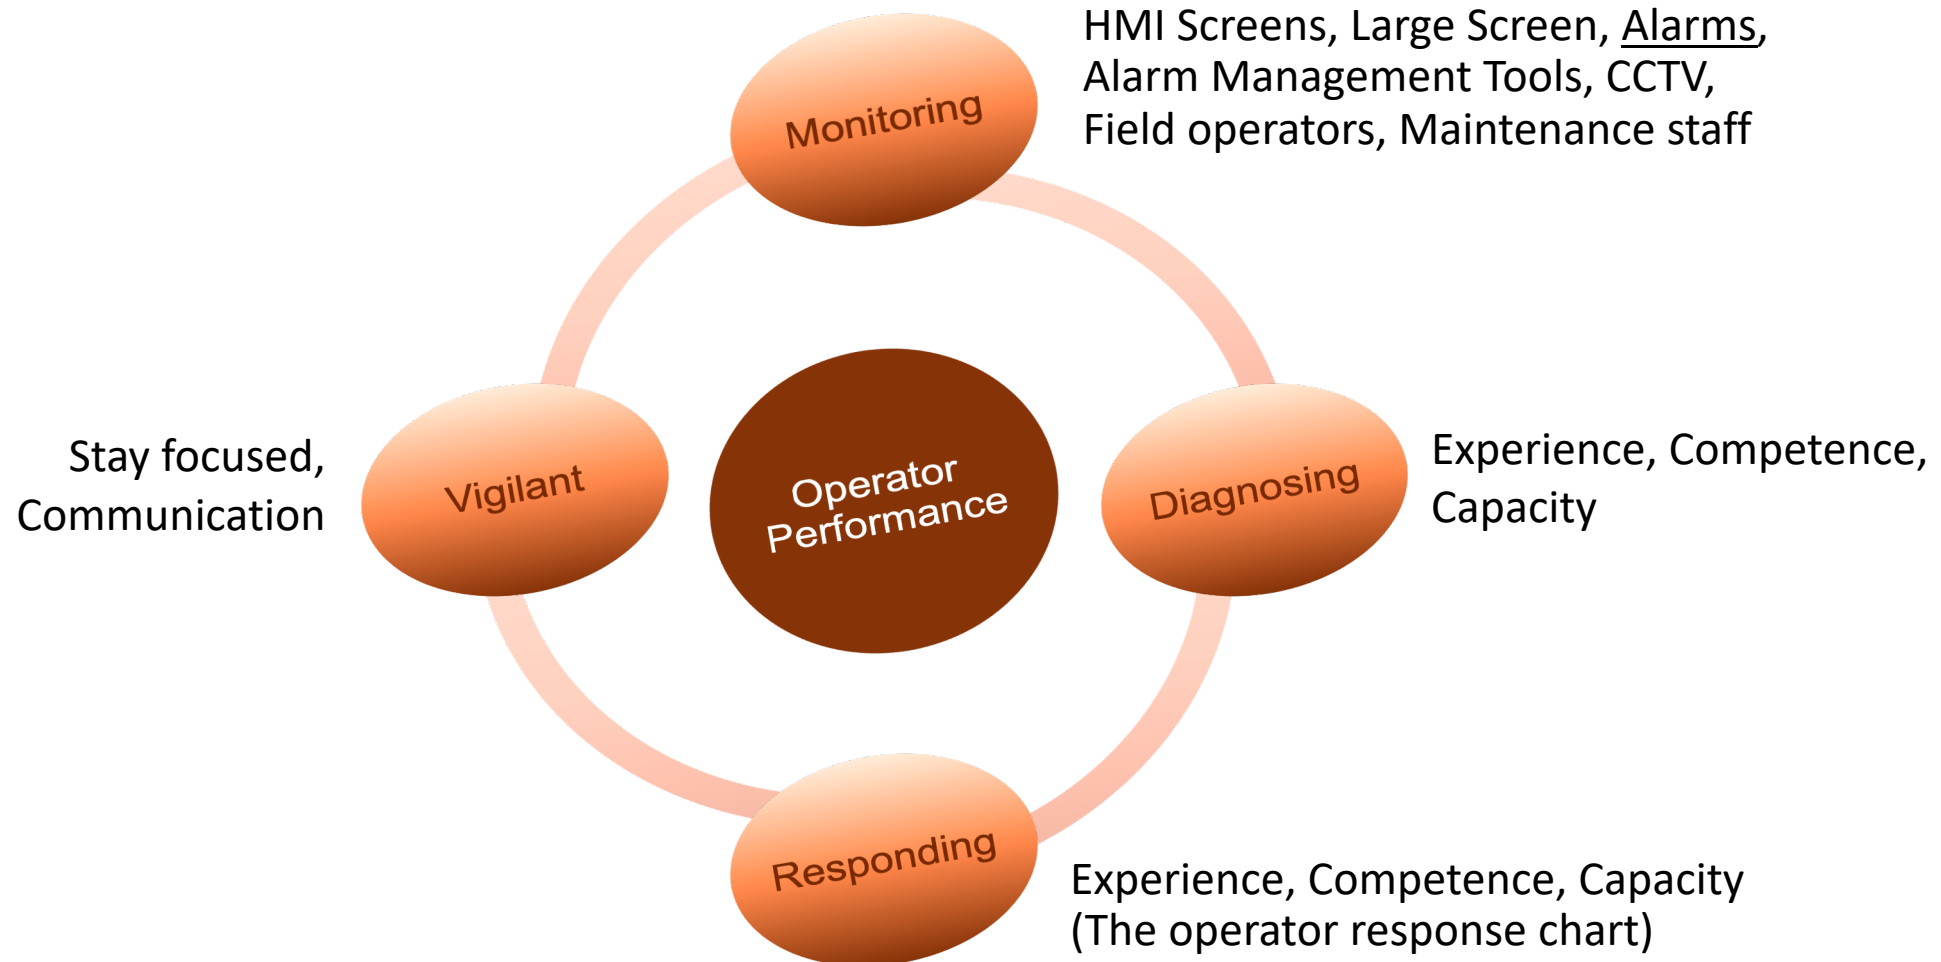 HMI Screens, Large Screen, Alarms,
Alarm Management Tools, CCTV,
Field operators, Maintenance staff
Monitoring
Stay focused,
Communication
Vigilant
Operator
Performance
Diagnosing
Experience, Competence,
Capacity
Responding
Experience, Competence, Capacity
(The operator response chart)